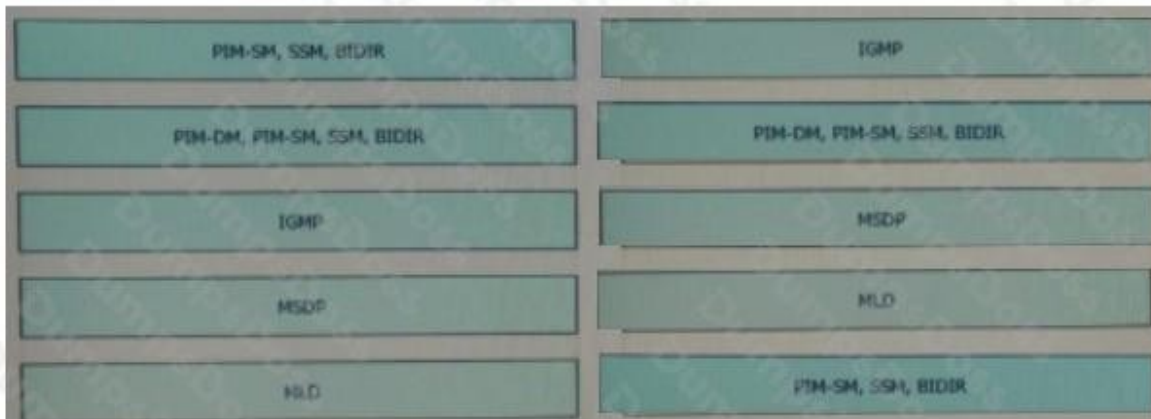 PIM-SM, SSM, BIDIR
IGMP
PIM-DM, PIM-SM, SSM, BIDIR
PIM-DM, PIM-SM, SSM, BIDIR
IGMP
MSDP
MSDP
MLD
MLD
PIM-SM, SSM, BIDIR